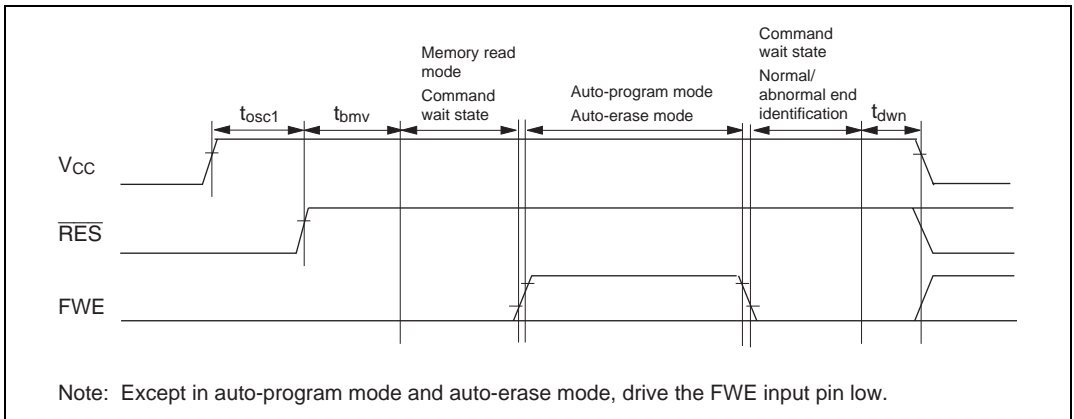 Memory read
mode
Command
wait state
Auto-program mode
Auto-erase mode
Command
wait state
Normal/
abnormal end
identification
tosc1
tbmv
tdwn
VCC
RES
FWE
Note: Except in auto-program mode and auto-erase mode, drive the FWE input pin low.